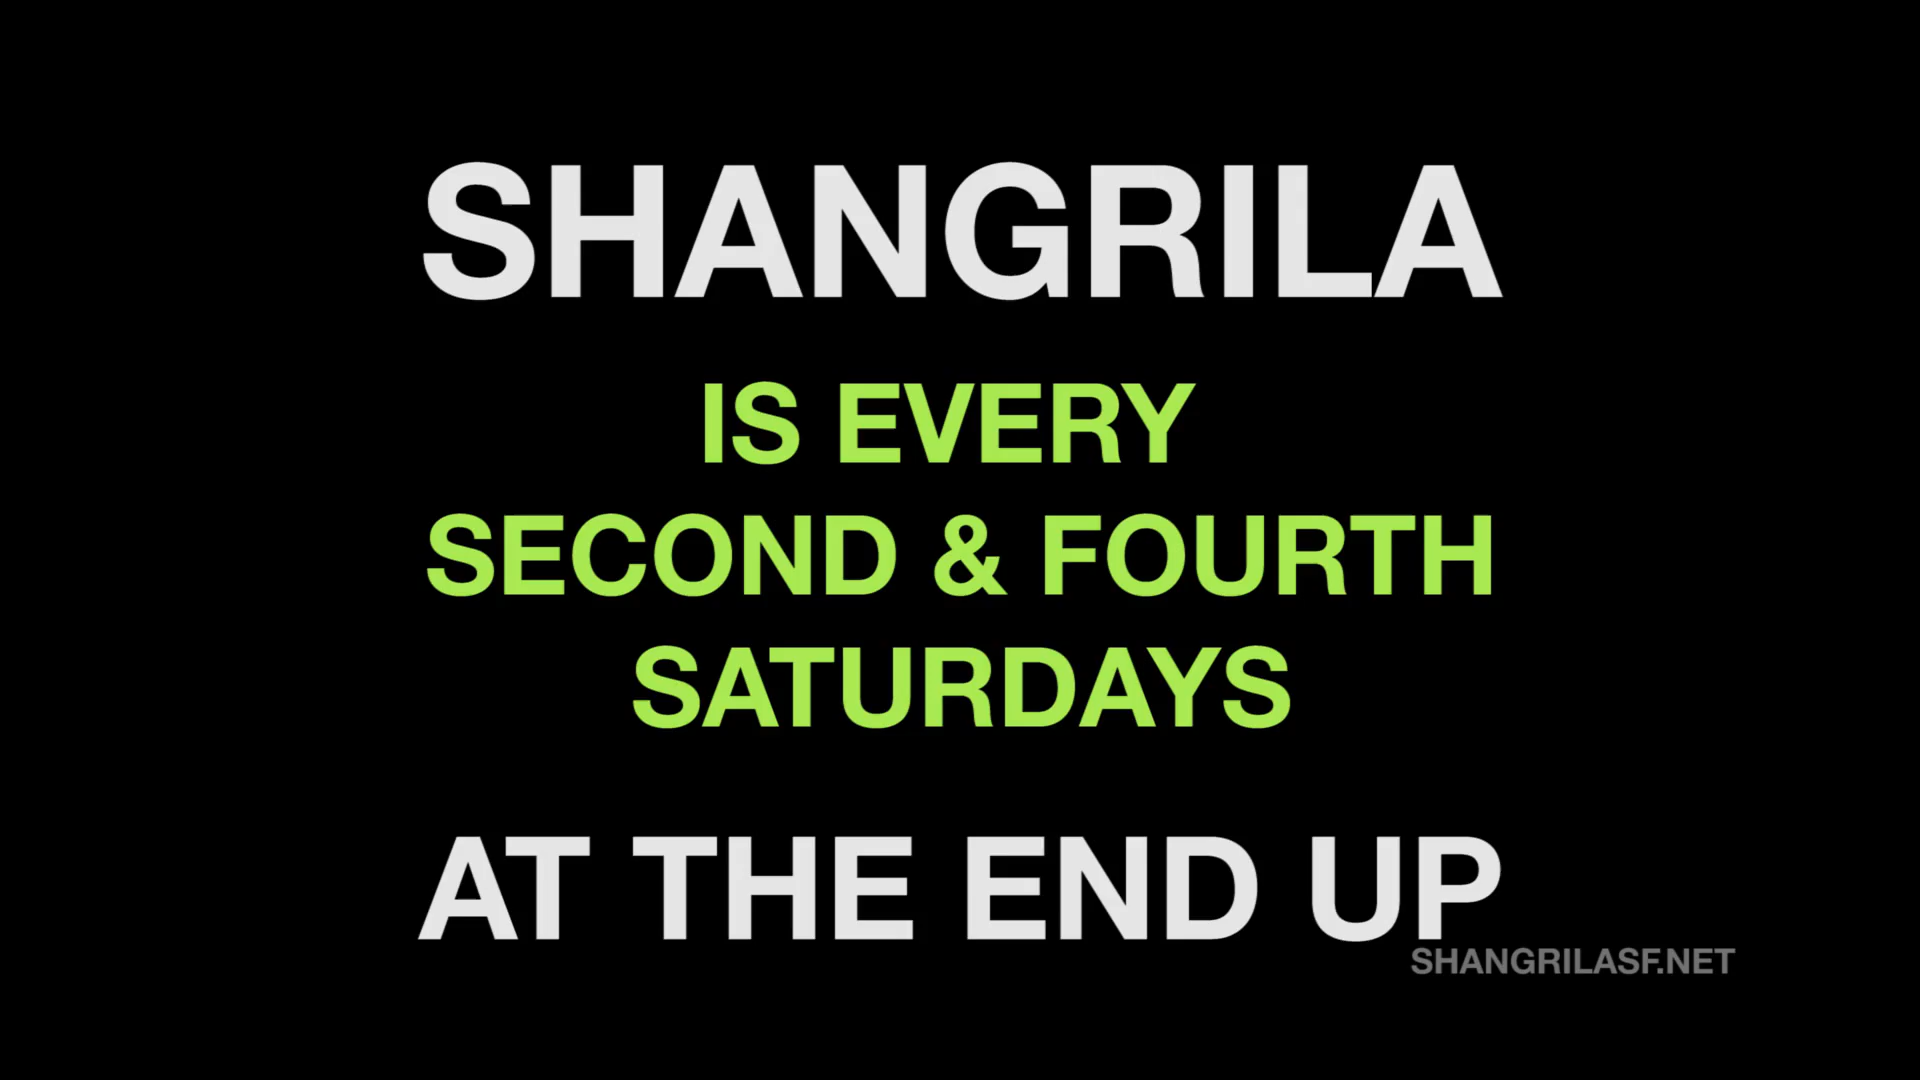 SHANGRILA
IS EVERY
SECOND & FOURTH
SATURDAYS
AT THE END UP
SHANGRILASF.NET